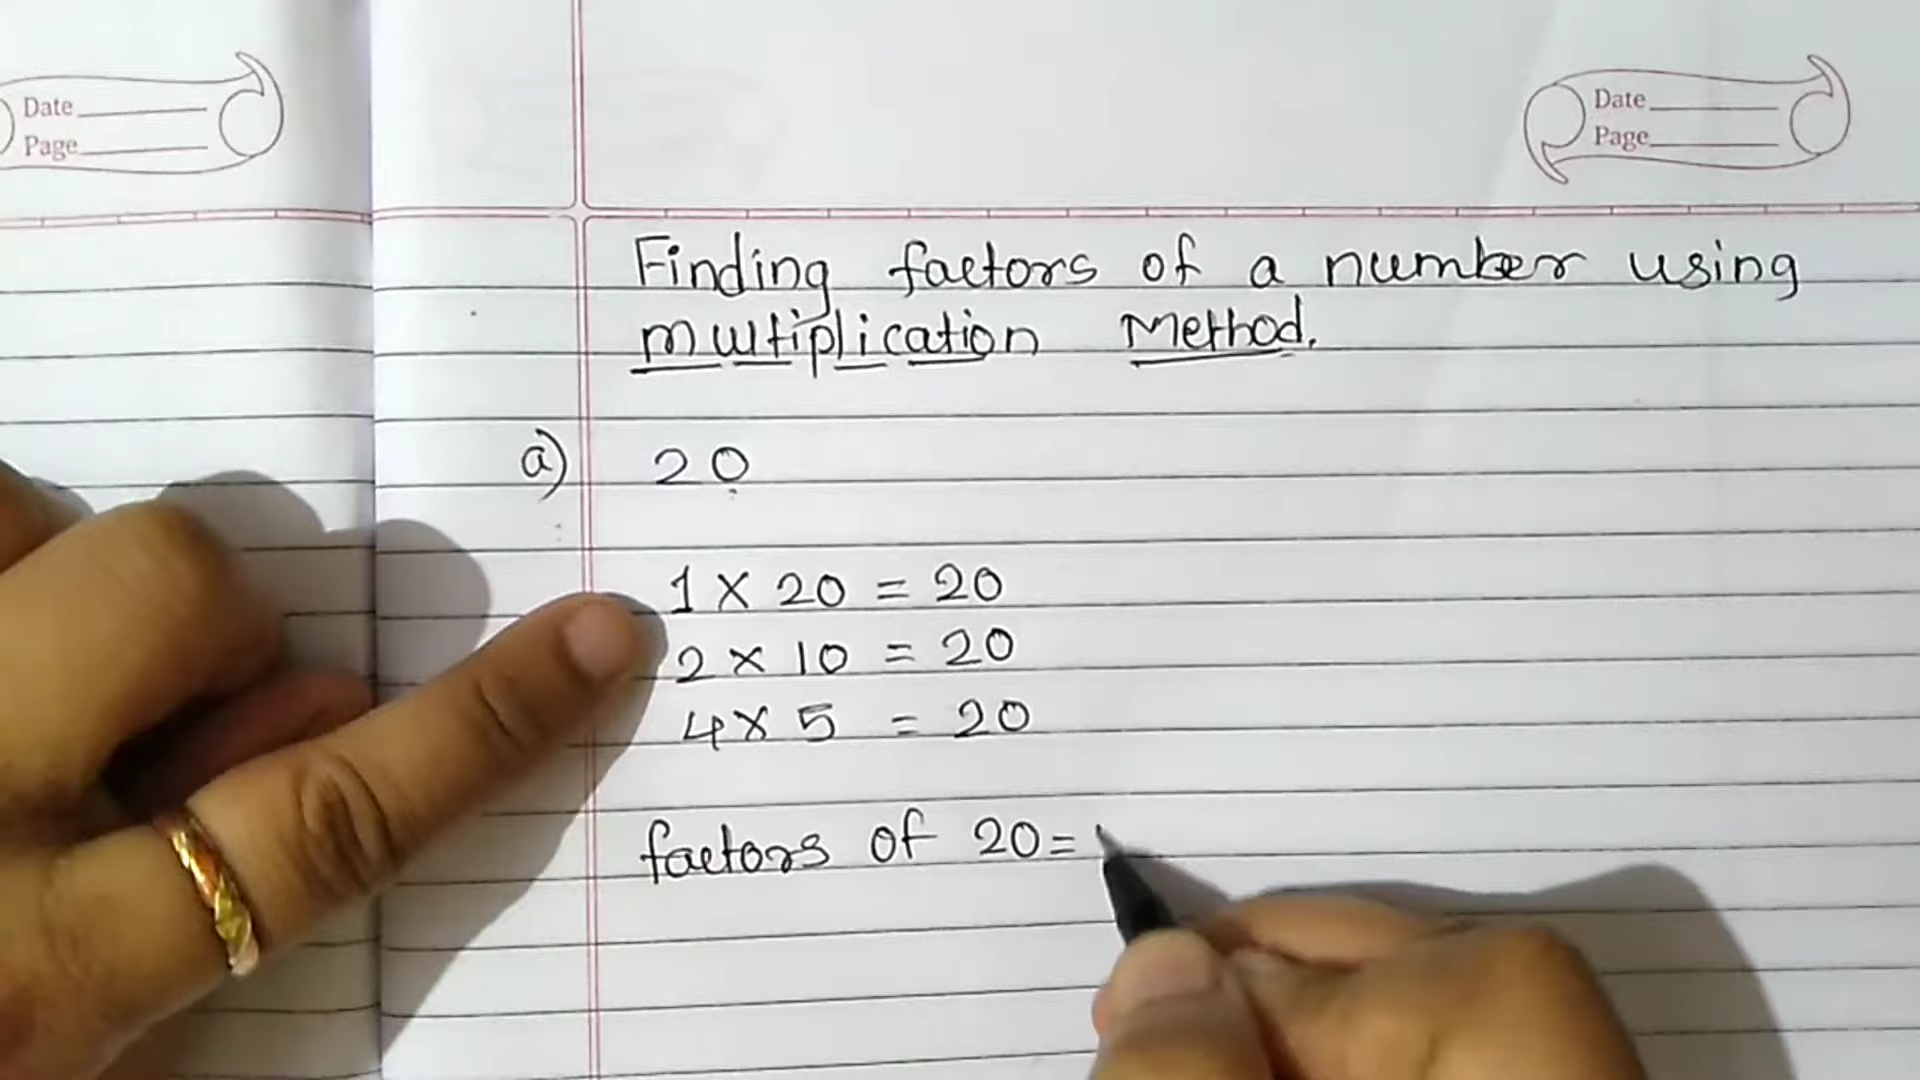 Date
Page
Date
Page
Finding factors of a number using
multiplication Method.
a) 20
1 × 20 = 20
2 × 10 = 20
4 × 5 = 20
factors of 20 =